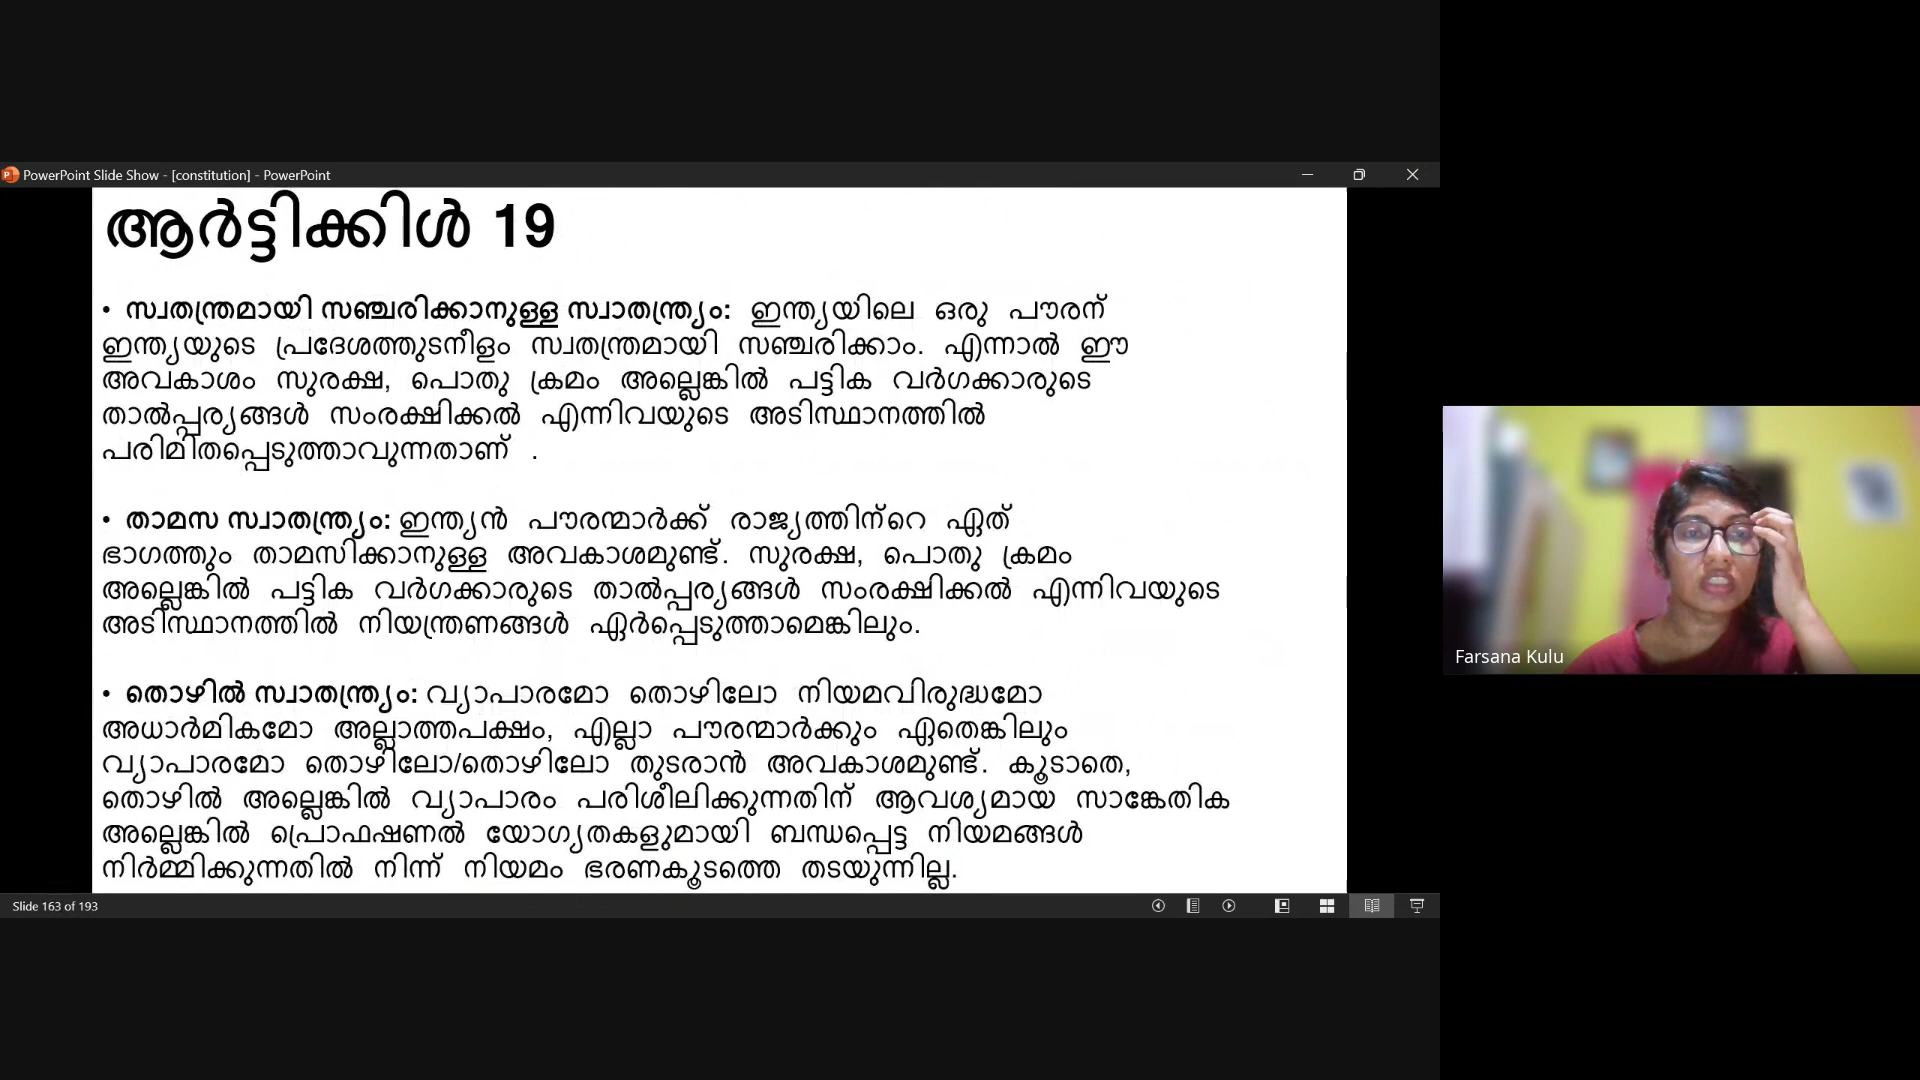 PowerPoint Slide Show - [constitution] - PowerPoint
ആർട്ടിക്കിൾ 19
• സ്വതന്ത്രമായി സഞ്ചരിക്കാനുള്ള സ്വാതന്ത്ര്യം: ഇന്ത്യയിലെ ഒരു പൗരന്
ഇന്ത്യയുടെ പ്രദേശത്തുടനീളം സ്വതന്ത്രമായി സഞ്ചരിക്കാം. എന്നാൽ ഈ
അവകാശം സുരക്ഷ, പൊതു ക്രമം അല്ലെങ്കിൽ പട്ടിക വർഗക്കാരുടെ
താൽപ്പര്യങ്ങൾ സംരക്ഷിക്കൽ എന്നിവയുടെ അടിസ്ഥാനത്തിൽ
പരിമിതപ്പെടുത്താവുന്നതാണ് .
• താമസ സ്വാതന്ത്ര്യം: ഇന്ത്യൻ പൗരന്മാർക്ക് രാജ്യത്തിന്റെ ഏത്
ഭാഗത്തും താമസിക്കാനുള്ള അവകാശമുണ്ട്. സുരക്ഷ, പൊതു ക്രമം
അല്ലെങ്കിൽ പട്ടിക വർഗക്കാരുടെ താൽപ്പര്യങ്ങൾ സംരക്ഷിക്കൽ എന്നിവയുടെ
അടിസ്ഥാനത്തിൽ നിയന്ത്രണങ്ങൾ ഏർപ്പെടുത്താമെങ്കിലും.
• തൊഴിൽ സ്വാതന്ത്ര്യം: വ്യാപാരമോ തൊഴിലോ നിയമവിരുദ്ധമോ
അധാർമികമോ അല്ലാത്തപക്ഷം, എല്ലാ പൗരന്മാർക്കും ഏതെങ്കിലും
വ്യാപാരമോ തൊഴിലോ/തൊഴിലോ തുടരാൻ അവകാശമുണ്ട്. കൂടാതെ,
തൊഴിൽ അല്ലെങ്കിൽ വ്യാപാരം പരിശീലിക്കുന്നതിന് ആവശ്യമായ സാങ്കേതിക
അല്ലെങ്കിൽ പ്രൊഫഷണൽ യോഗ്യതകളുമായി ബന്ധപ്പെട്ട നിയമങ്ങൾ
നിർമ്മിക്കുന്നതിൽ നിന്ന് നിയമം ഭരണകൂടത്തെ തടയുന്നില്ല.
Slide 163 of 193
Farsana Kulu